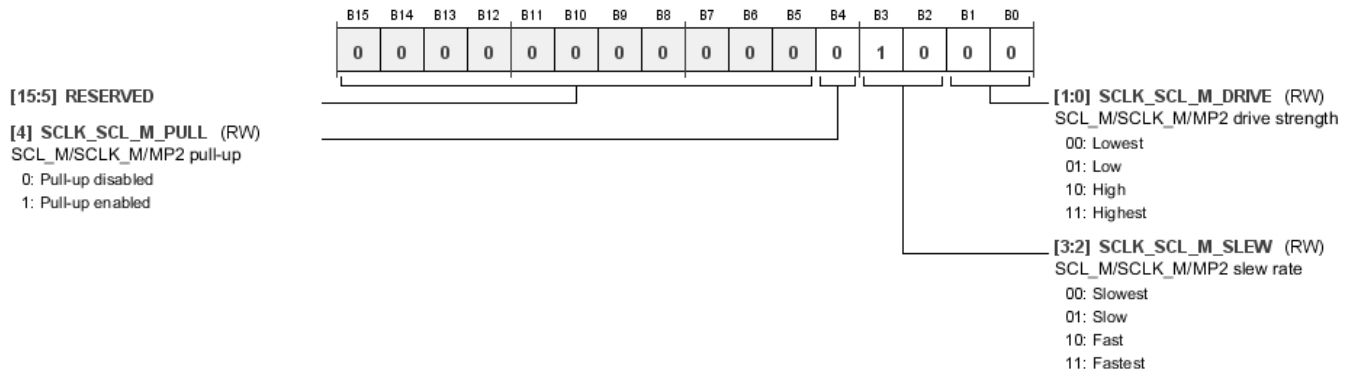 B15 B14 B13 B12 B11 B10 B9 B8 B7 B6 B5 B4 B3 B2 B1 B0
0 0 0 0 0 0 0 0 0 0 0 0 1 0 0 0
[15:5] RESERVED
[4] SCLK_SCL_M_PULL (RW)
SCL_M/SCLK_M/MP2 pull-up
0: Pull-up disabled
1: Pull-up enabled
[1:0] SCLK_SCL_M_DRIVE (RW)
SCL_M/SCLK_M/MP2 drive strength
00: Lowest
01: Low
10: High
11: Highest
[3:2] SCLK_SCL_M_SLEW (RW)
SCL_M/SCLK_M/MP2 slew rate
00: Slowest
01: Slow
10: Fast
11: Fastest